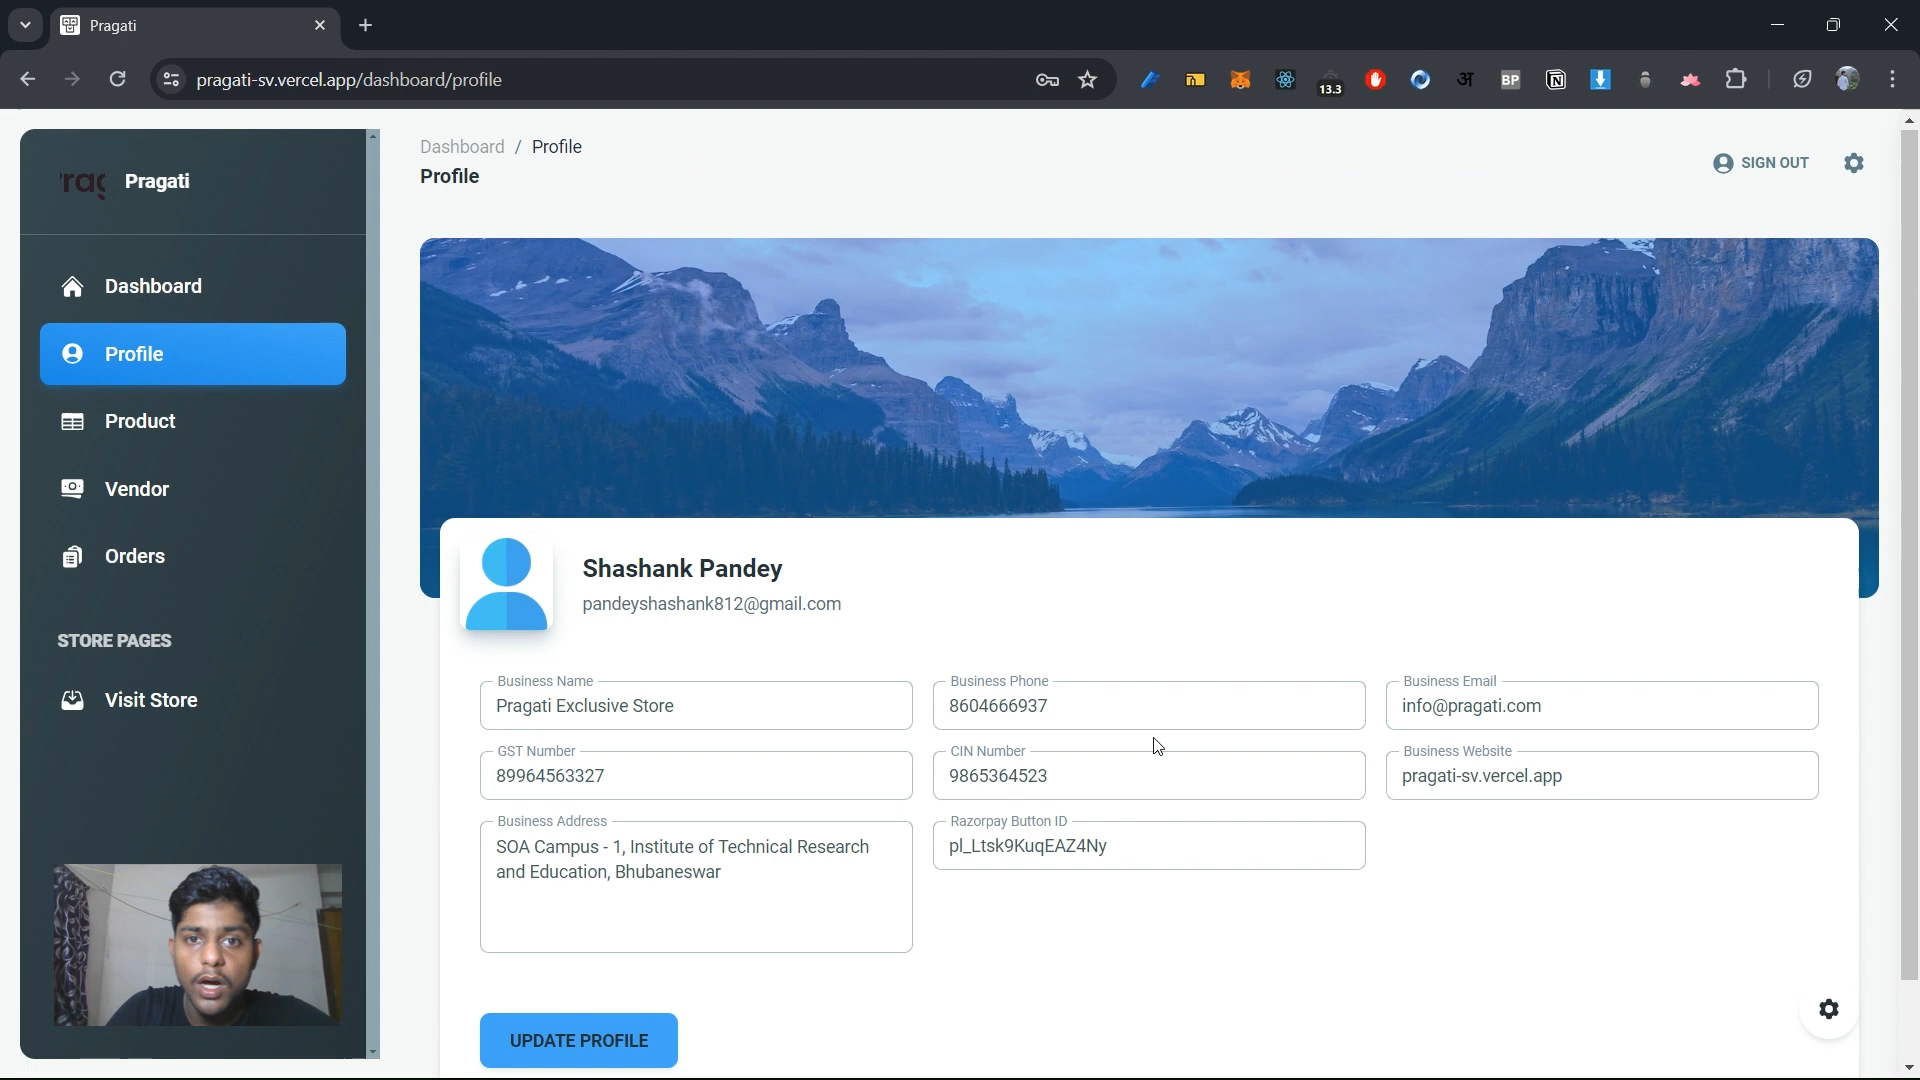 Pragati
pragati-sv.vercel.app/dashboard/profile
13.3
अ
BP
N
Pragati
Dashboard
Profile
Product
Vendor
Orders
STORE PAGES
Visit Store
Dashboard / Profile
Profile
SIGN OUT
Shashank Pandey
pandeyshashank812@gmail.com
Business Name
Pragati Exclusive Store
Business Phone
8604666937
Business Email
info@pragati.com
GST Number
89964563327
CIN Number
9865364523
Business Website
pragati-sv.vercel.app
Business Address
SOA Campus - 1, Institute of Technical Research
and Education, Bhubaneswar
Razorpay Button ID
pl_Ltsk9KuqEAZ4Ny
UPDATE PROFILE